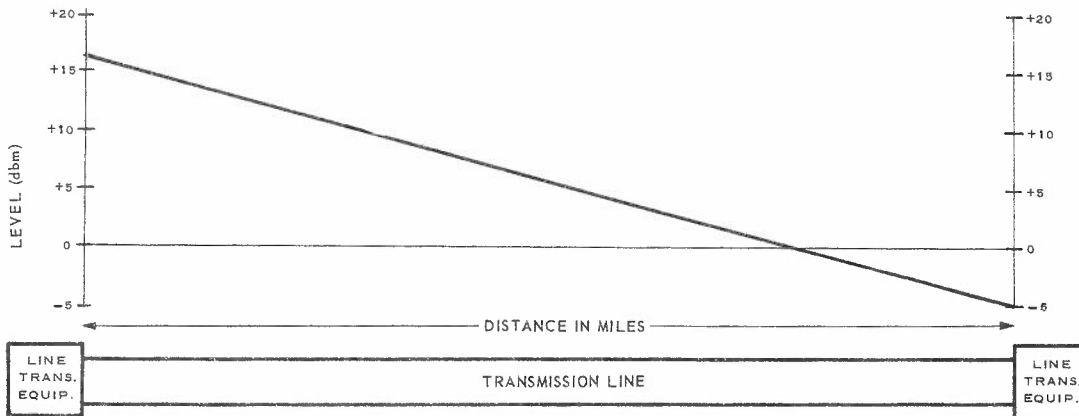 +20
+15
+10
+5
0
-5
LEVEL (dbm)
+20
+15
+10
+5
0
-5
DISTANCE IN MILES
LINE
TRANS.
EQUIP.
TRANSMISSION LINE
LINE
TRANS.
EQUIP.